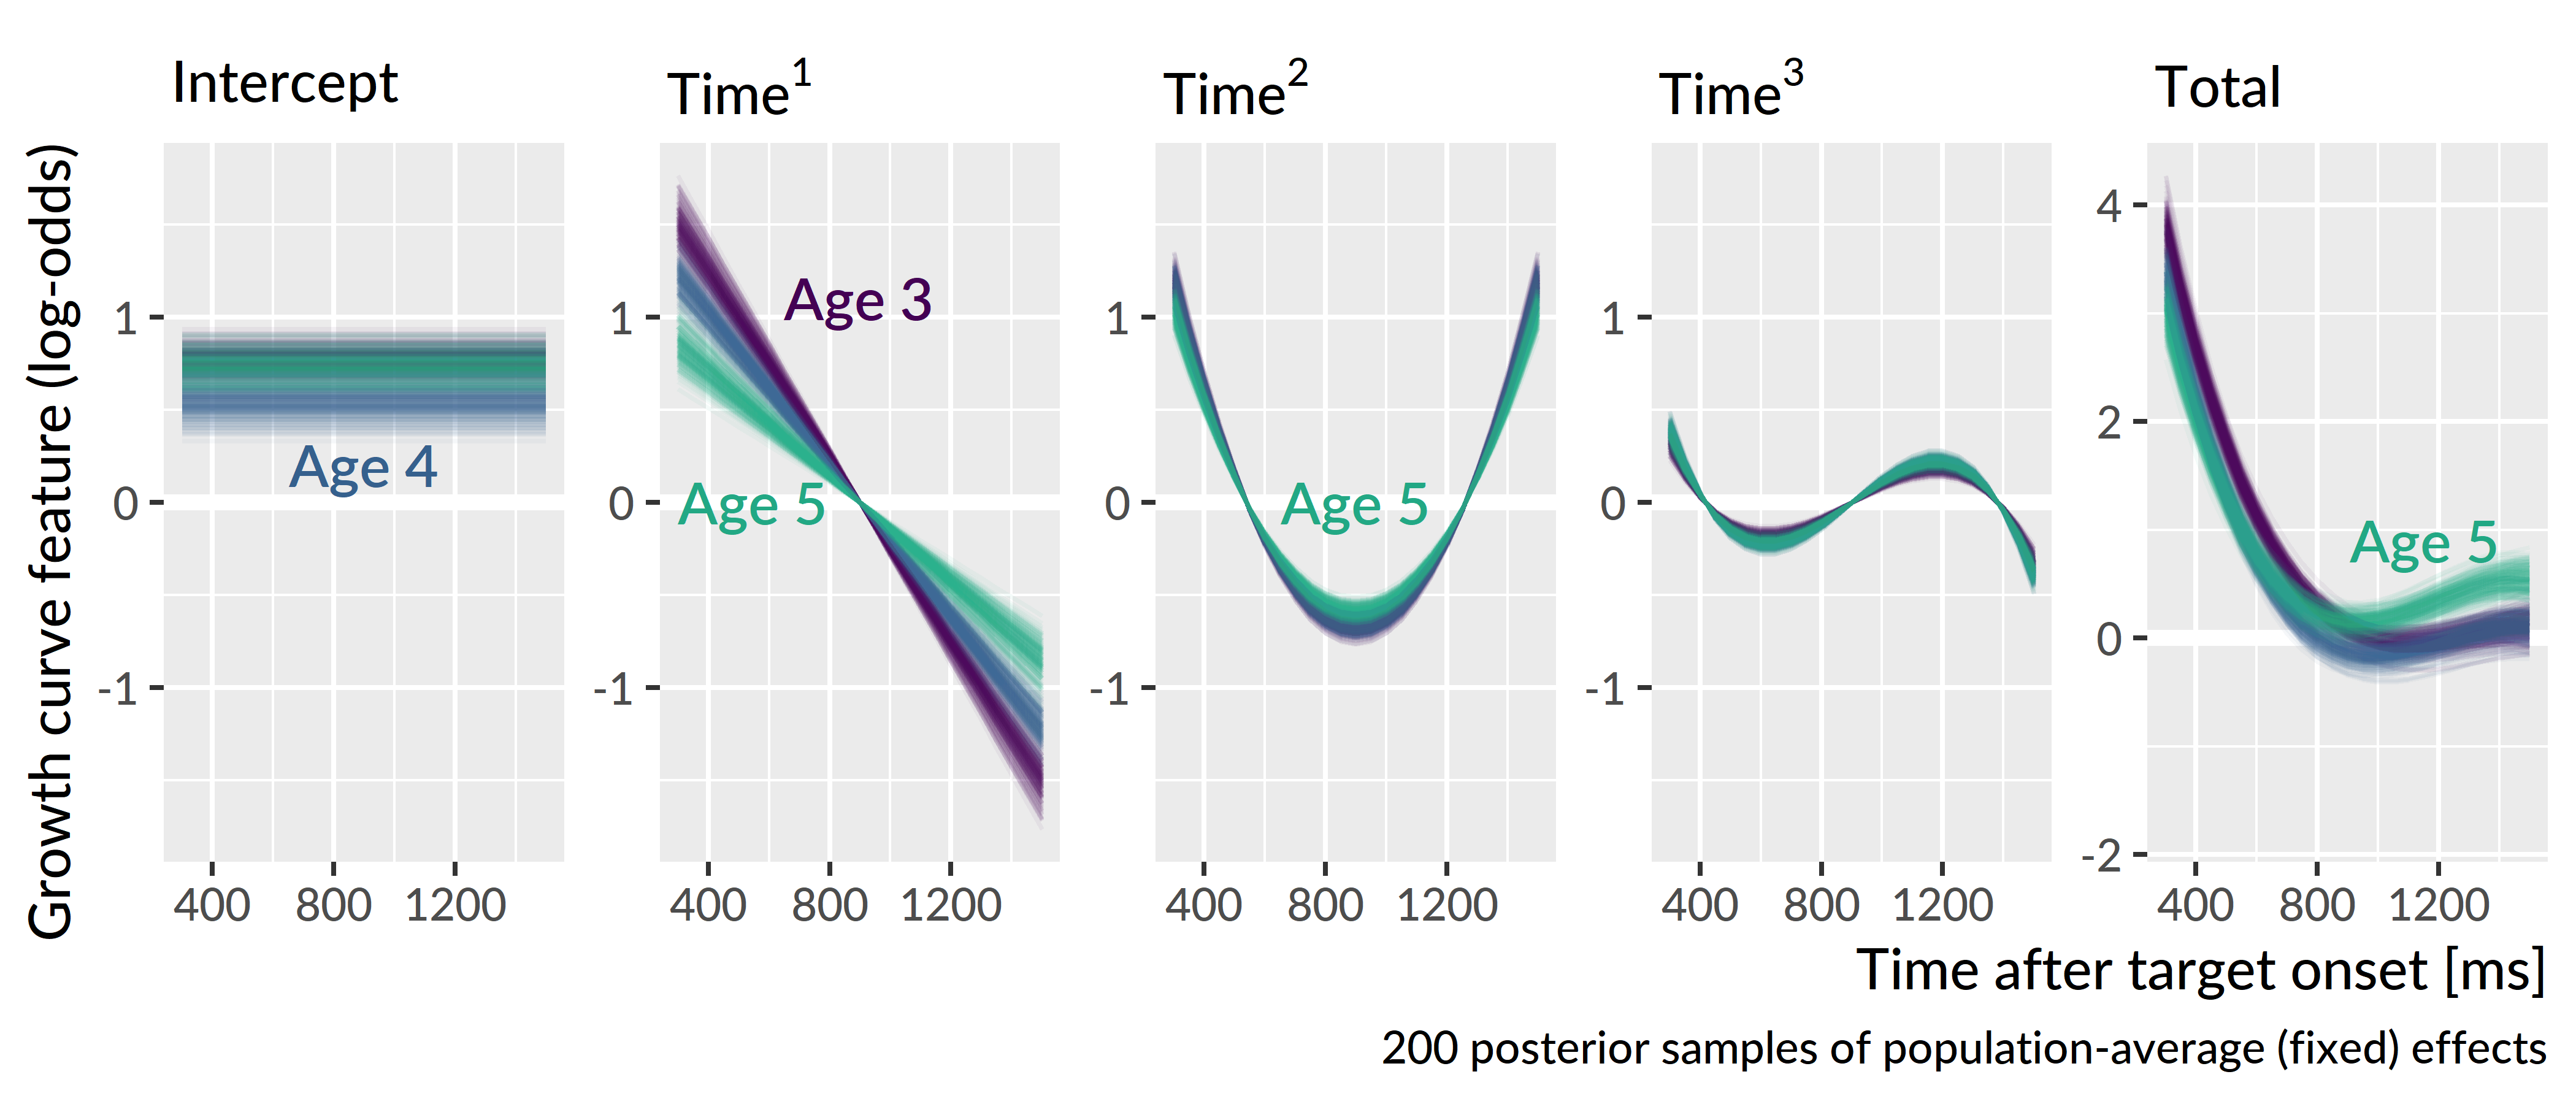 Intercept
Time¹
Time²
Time³
Total
Growth curve feature (log-odds)
1
0
-1
Age 4
400 800 1200
1
0
-1
Age 3
Age 5
400 800 1200
1
0
-1
Age 5
400 800 1200
1
0
-1
400 800 1200
4
2
0
-2
Age 5
400 800 1200
Time after target onset [ms]
200 posterior samples of population-average (fixed) effects